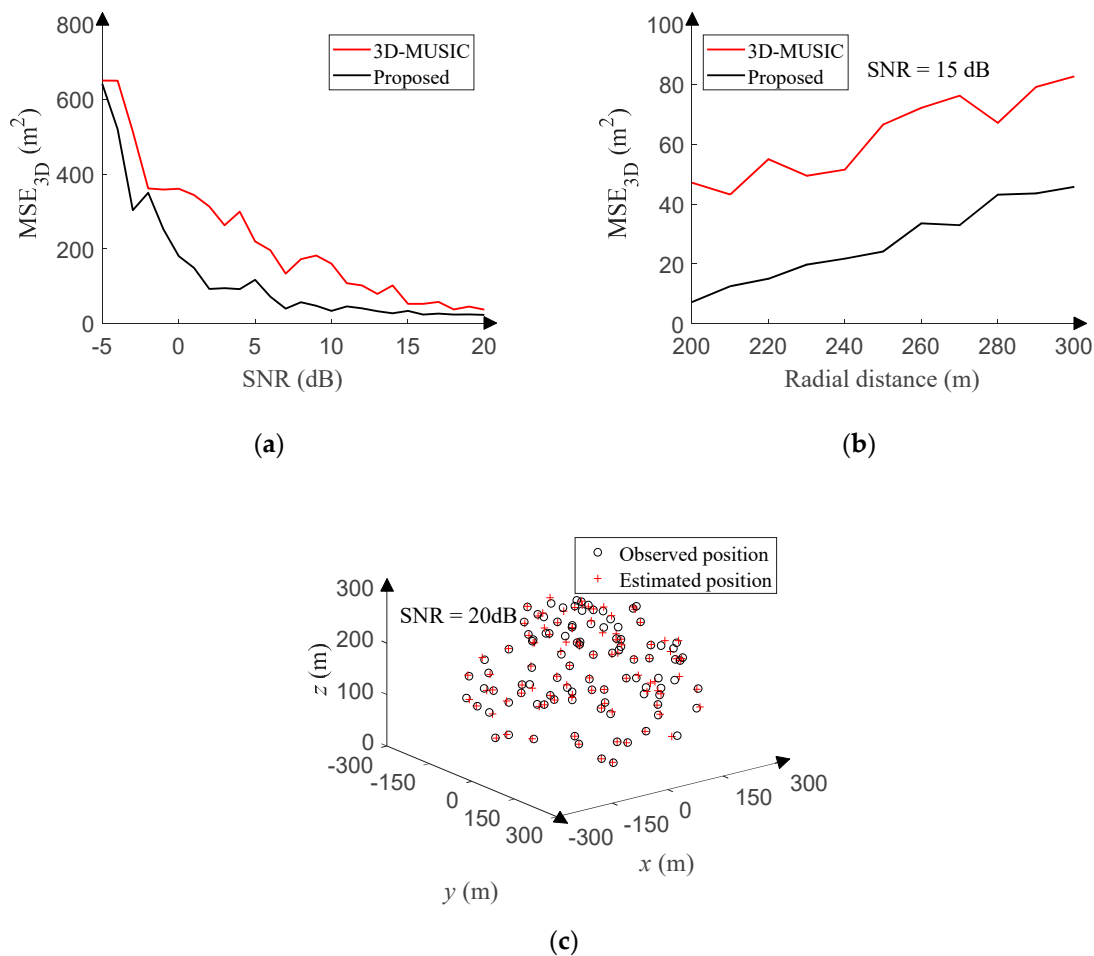 800
600
400
200
0
MSE3D (m2)
3D-MUSIC
Proposed
-5 0 5 10 15 20
SNR (dB)
(a)
100
80
60
40
20
0
MSE3D (m2)
3D-MUSIC
Proposed
SNR = 15 dB
200 220 240 260 280 300
Radial distance (m)
(b)
Observed position
Estimated position
SNR = 20dB
300
200
100
0
z (m)
-300
-150
0
150
300
y (m)
-300
-150
0
150
300
x (m)
(c)